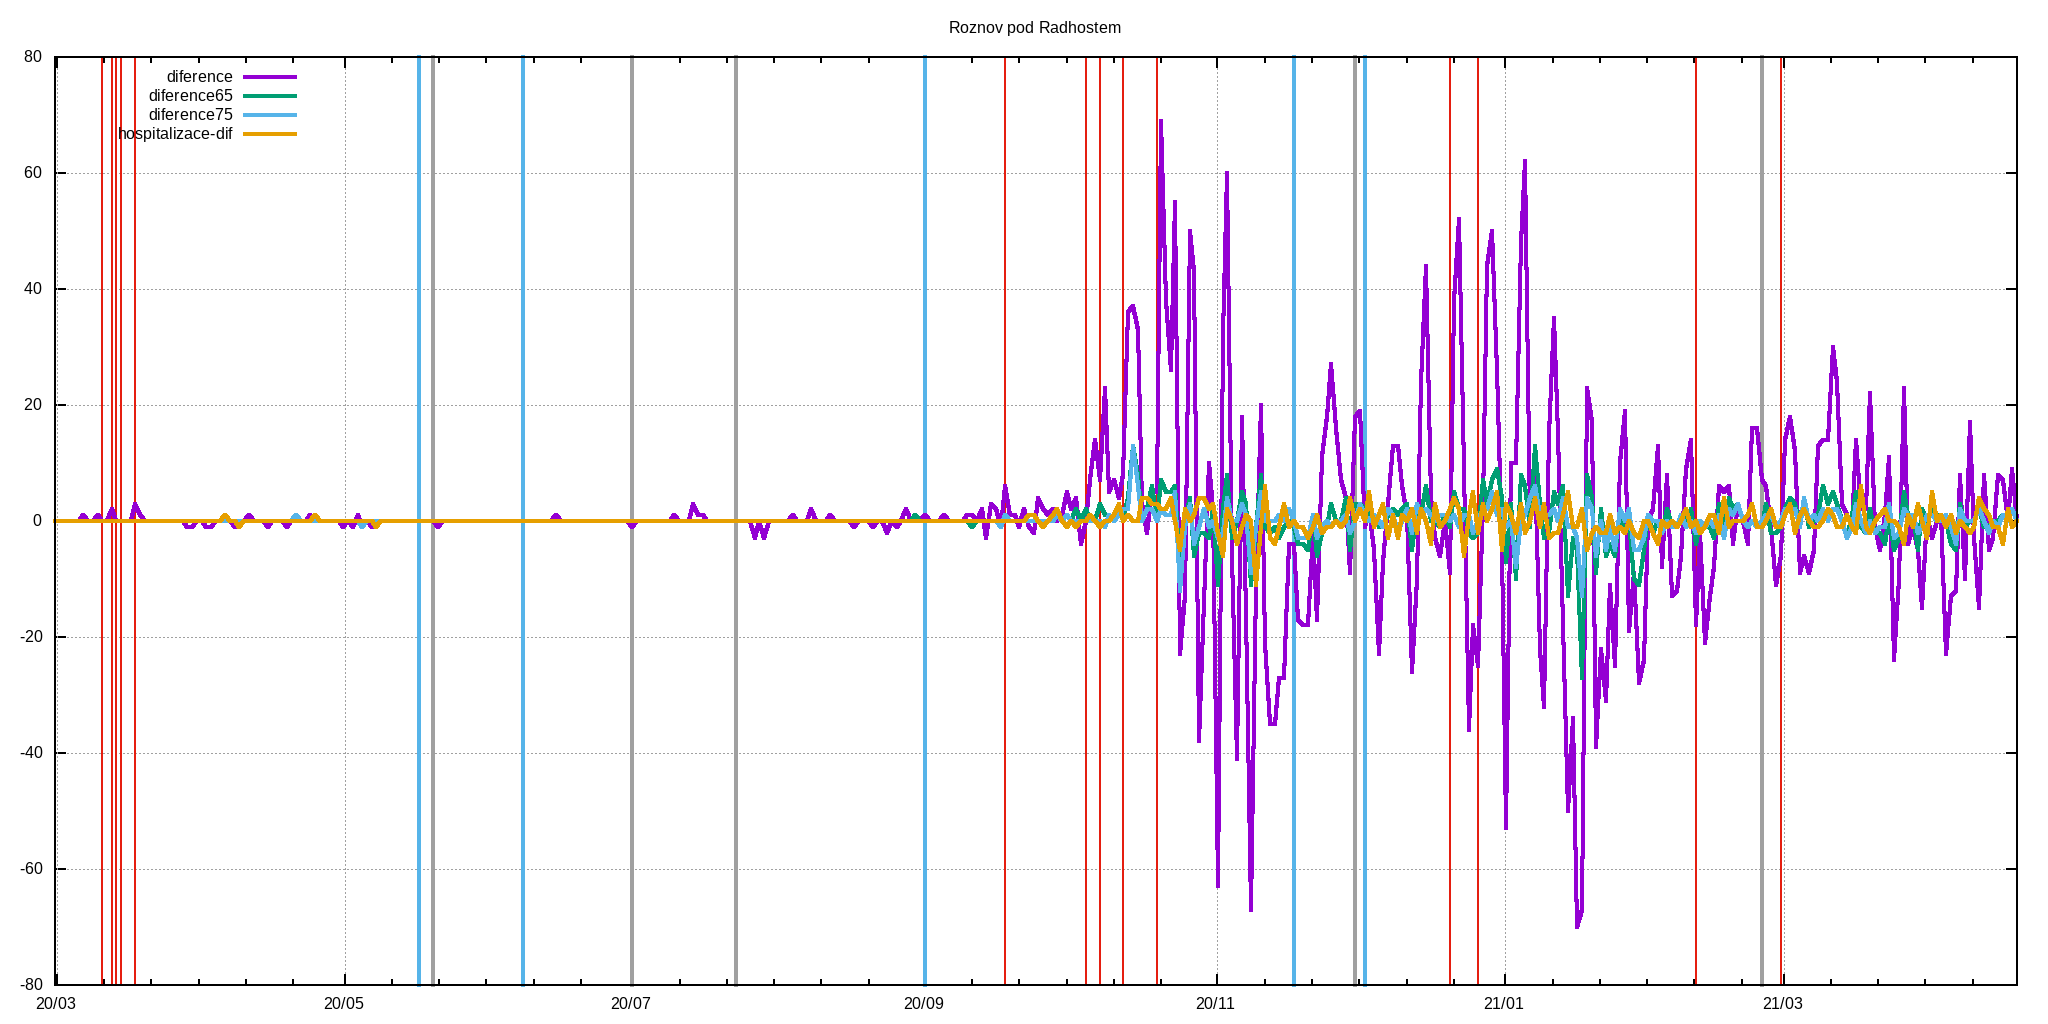 Roznov pod Radhostem
80
60
40
20
0
-20
-40
-60
-80
diference
diference65
diference75
hospitalizace-dif
20/03 20/05 20/07 20/09 20/11 21/01 21/03